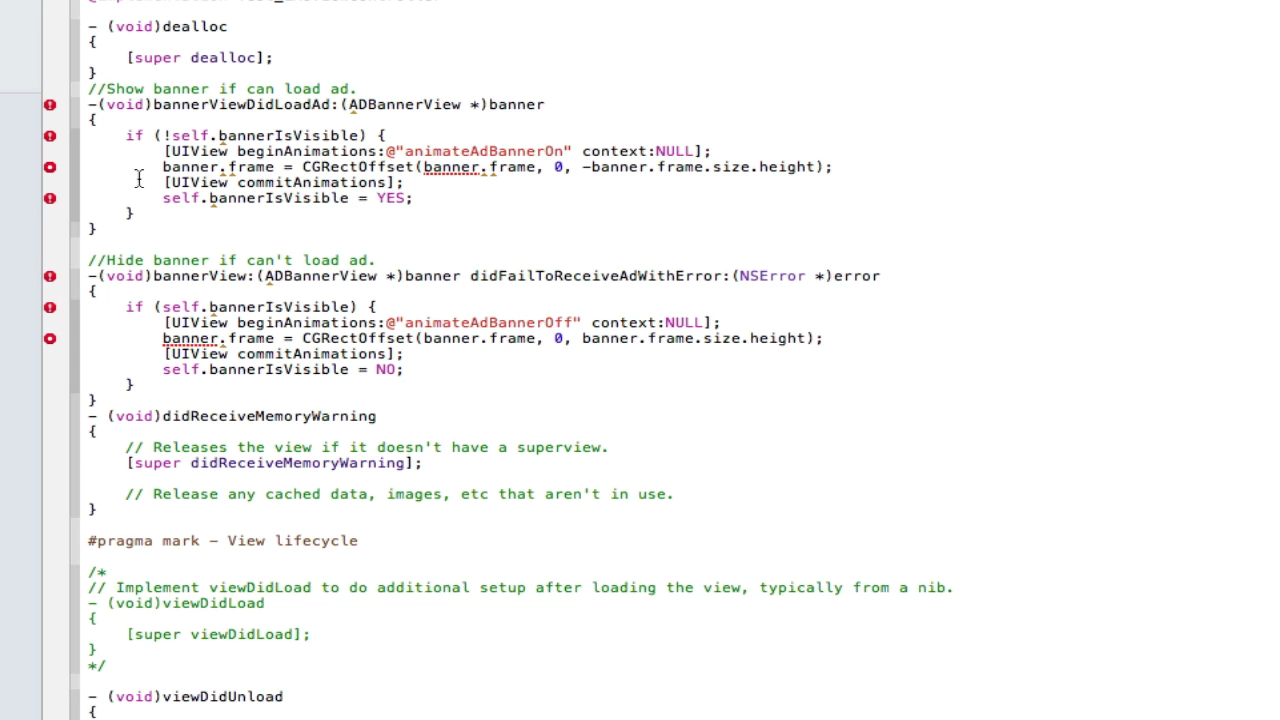 - (void)dealloc
{
[super dealloc];
}
//Show banner if can load ad.
-(void)bannerViewDidLoadAd:(ADBannerView *)banner
{
if (!self.bannerIsVisible) {
[UIView beginAnimations:@"animateAdBannerOn" context:NULL];
banner.frame = CGRectOffset(banner.frame, 0, -banner.frame.size.height);
[UIView commitAnimations];
self.bannerIsVisible = YES;
}
}
//Hide banner if can't load ad.
-(void)bannerView:(ADBannerView *)banner didFailToReceiveAdWithError:(NSError *)error
{
if (self.bannerIsVisible) {
[UIView beginAnimations:@"animateAdBannerOff" context:NULL];
banner.frame = CGRectOffset(banner.frame, 0, banner.frame.size.height);
[UIView commitAnimations];
self.bannerIsVisible = NO;
}
}
- (void)didReceiveMemoryWarning
{
// Releases the view if it doesn't have a superview.
[super didReceiveMemoryWarning];
// Release any cached data, images, etc that aren't in use.
}
#pragma mark - View lifecycle
/*
// Implement viewDidLoad to do additional setup after loading the view, typically from a nib.
- (void)viewDidLoad
{
[super viewDidLoad];
}
*/
- (void)viewDidUnload
{